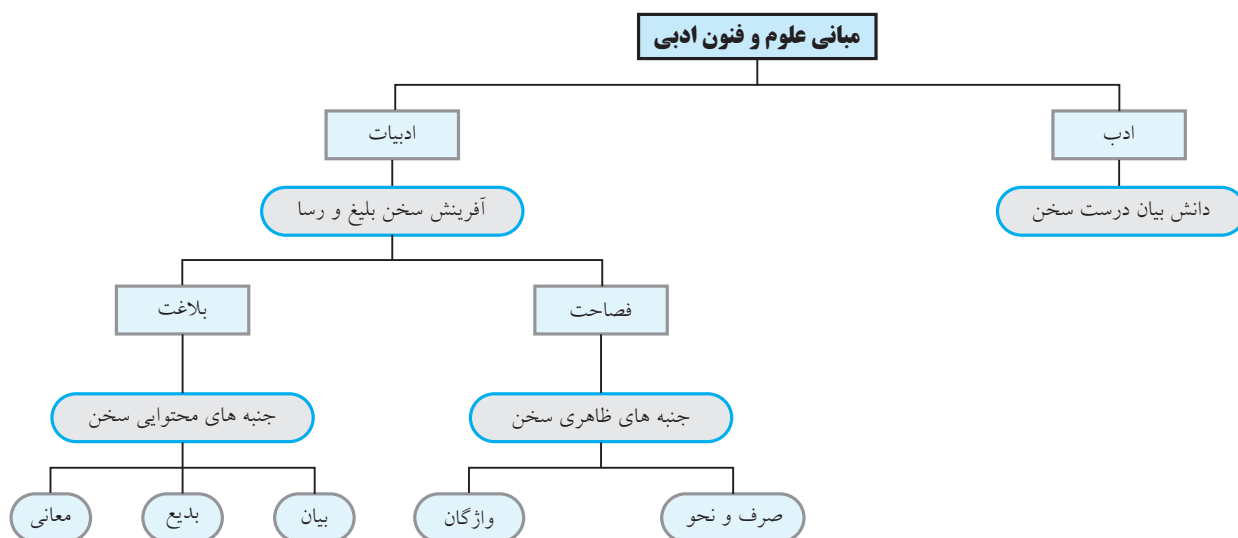 مبانی علوم و فنون ادبی
ادب
ادبیات
دانش بیان درست سخن
آفرینش سخن بلیغ و رسا
فصاحت
بلاغت
جنبه های ظاهری سخن
جنبه های محتوایی سخن
صرف و نحو
واژگان
بیان
بدیع
معانی